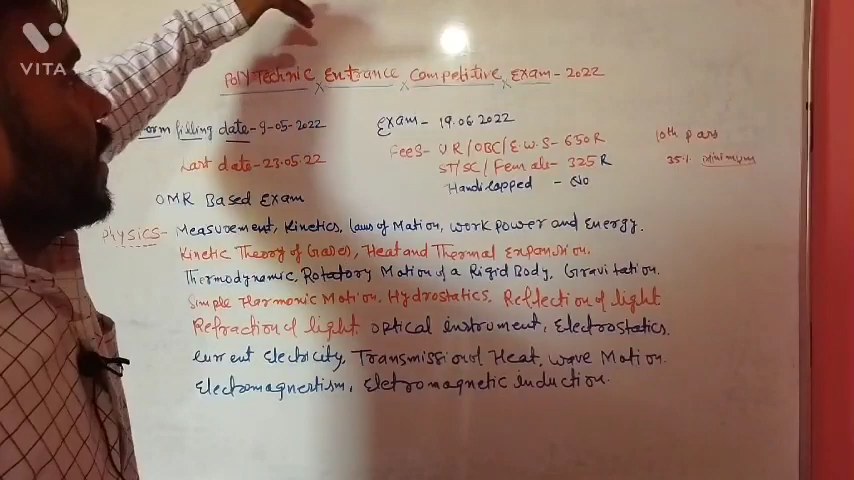 VITA
PolyTechnic Entrance Competitive Exam - 2022
Form filling date - 9-05-2022
Exam - 19.06.2022
Last date - 23.05.22
Fees - UR/OBC/E.W.S - 650 R
10th pass
ST/SC/Female - 325 R
35% minimum
Handicapped - No
OMR Based Exam
Physics - Measurement, Kinetics, laws of Mation, work power and Energy.
Kinetic Theory of Gases, Heat and Thermal Expansion.
Thermodynamic, Rotatory Motion of a Rigid Body, Gravitation.
Simple Harmonic Motion, Hydrostatics, Reflection of light
Refraction of light optical instroment, Electrostatics.
Current Electricity, Transmission of Heat, wave Motion.
Electromagnertism, Eletromagnetic induction.